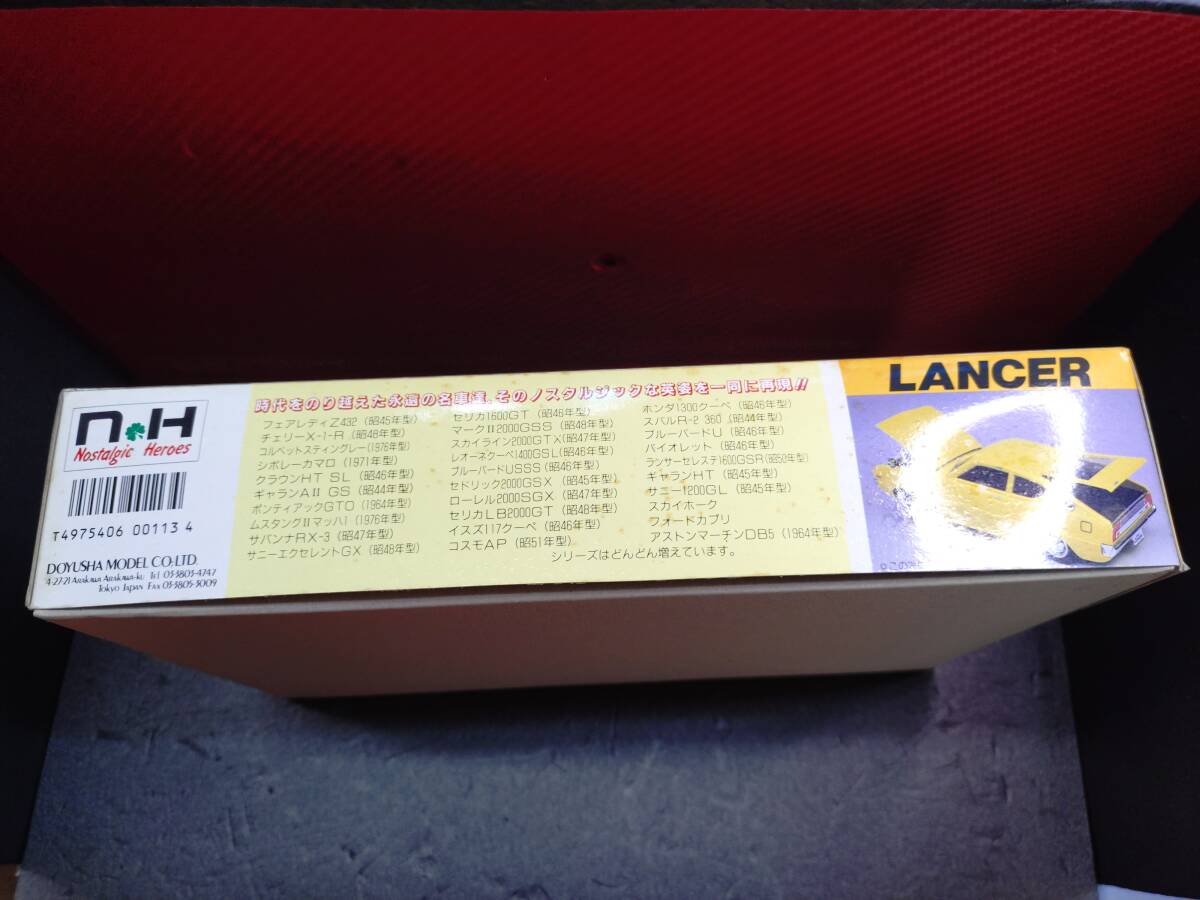 n H
Nostalgic Heroes
T4975406 00113 4
DOYUSHA MODEL CO.,LTD.
4-27-21 Arakawa Arakawa-ku Tel 03-3803-4747
Tokyo Japan Fax 03-3803-3009
時代をのり越えた永遠の名車達、そのノスタルジックな英姿を一同に再現!!
フェアレディZ432 (昭45年型)
チェリーX-1-R (昭48年型)
コルベットスティングレー(1976年型)
シボレーカマロ (1971年型)
クラウンHT SL (昭46年型)
ギャランAII GS (昭44年型)
ポンティアックGTO (1964年型)
ムスタングIIマッハI (1976年型)
サバンナRX-3 (昭47年型)
サニーエクセレントGX (昭48年型)
セリカ1600GT (昭46年型)
マークII2000GSS (昭48年型)
スカイライン2000GTX(昭47年型)
レオーネクーペ1400GSL(昭46年型)
ブルーバードUSSS (昭46年型)
セドリック2000GSX (昭45年型)
ローレル2000SGX (昭47年型)
セリカLB2000GT (昭48年型)
イスズ117クーペ (昭46年型)
コスモAP (昭51年型)
ホンダ1300クーペ (昭46年型)
スバルR-2 360 (昭44年型)
ブルーバードU (昭46年型)
バイオレット (昭46年型)
ランサーセレステ1600GSR(昭50年型)
ギャランHT (昭45年型)
サニー1200GL (昭45年型)
スカイホーク
フォードカプリ
アストンマーチンDB5 (1964年型)
シリーズはどんどん増えています。
LANCER